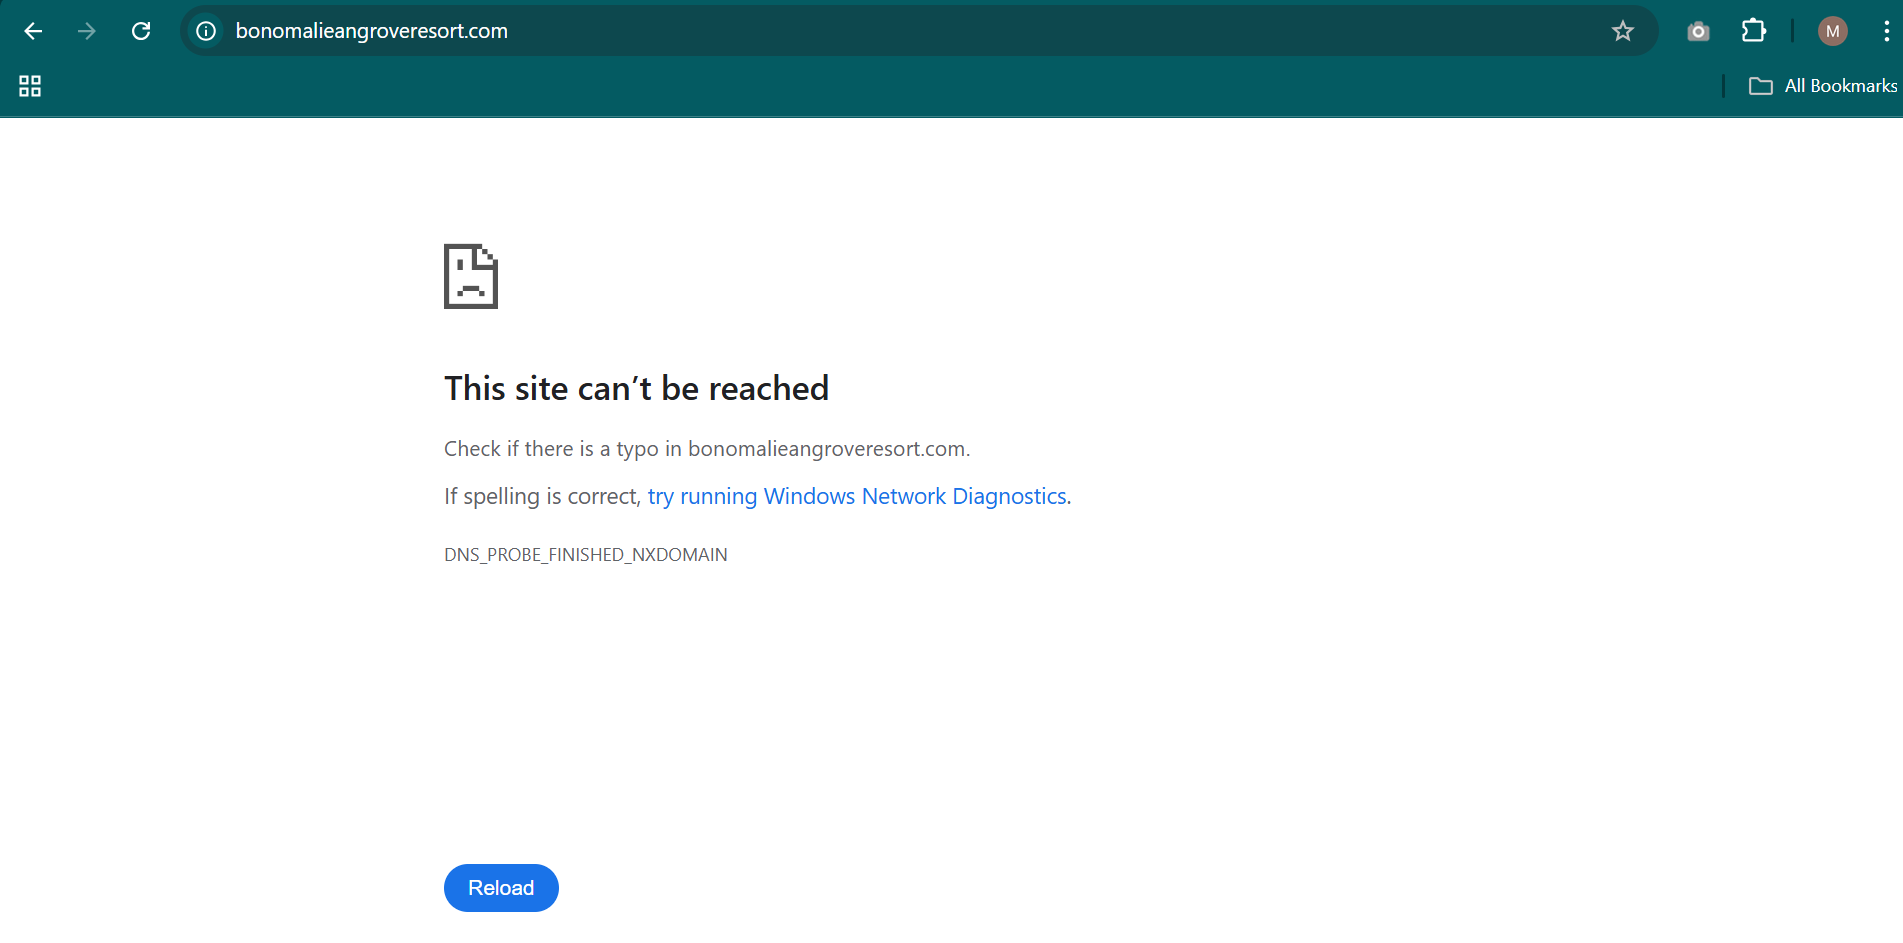 bonomalieangroveresort.com
M
All Bookmarks
This site can’t be reached
Check if there is a typo in bonomalieangroveresort.com.
If spelling is correct, try running Windows Network Diagnostics.
DNS_PROBE_FINISHED_NXDOMAIN
Reload